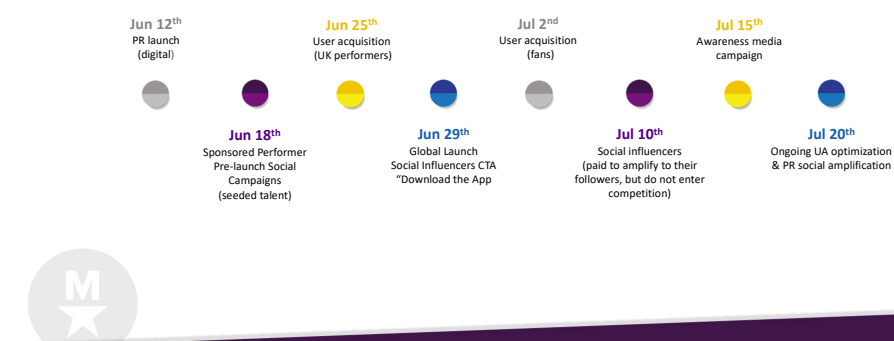 Jun 12th
PR launch
(digital)
Jun 18th
Sponsored Performer
Pre-launch Social
Campaigns
(seeded talent)
Jun 25th
User acquisition
(UK performers)
Jun 29th
Global Launch
Social Influencers CTA
“Download the App
Jul 2nd
User acquisition
(fans)
Jul 10th
Social influencers
(paid to amplify to their
followers, but do not enter
competition)
Jul 15th
Awareness media
campaign
Jul 20th
Ongoing UA optimization
& PR social amplification
M